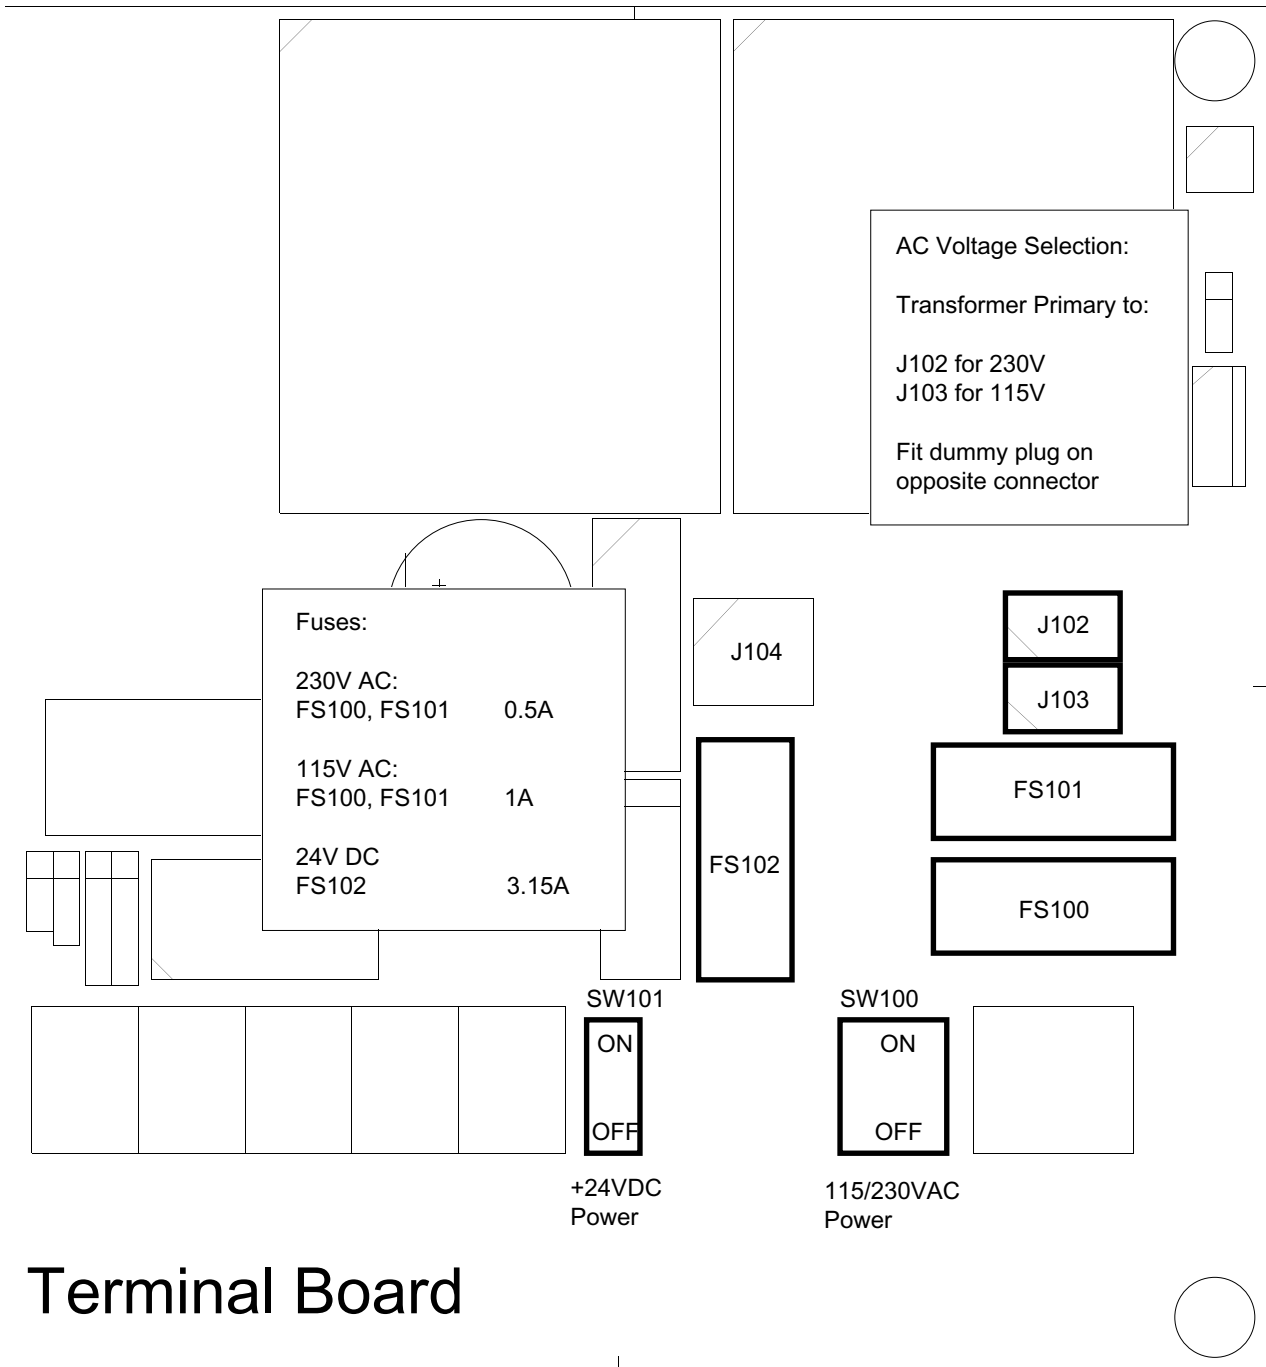 AC Voltage Selection:
Transformer Primary to:
J102 for 230V
J103 for 115V
Fit dummy plug on
opposite connector
Fuses:
230V AC:
FS100, FS101 0.5A
115V AC:
FS100, FS101 1A
24V DC
FS102 3.15A
J104
J102
J103
FS101
FS102
FS100
SW101
ON
OFF
+24VDC
Power
SW100
ON
OFF
115/230VAC
Power
Terminal Board